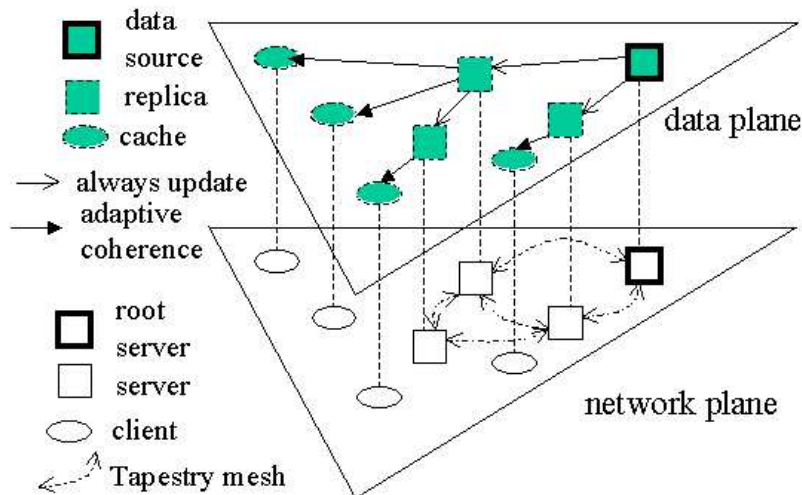 data
source
replica
cache
always update
adaptive
coherence
data plane
root
server
server
client
Tapestry mesh
network plane